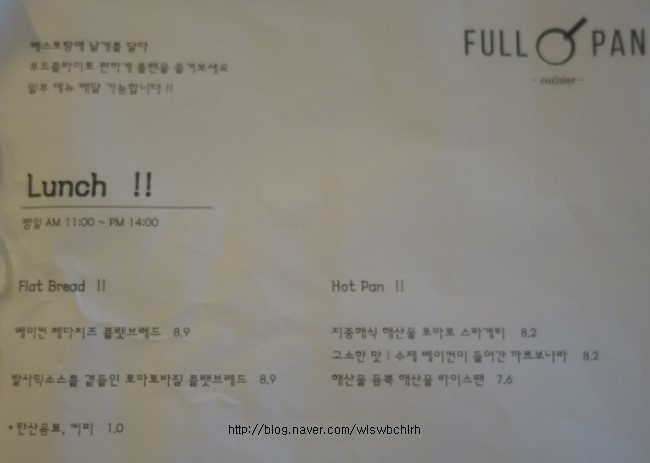 베스트팀에 날개를 달다
푸드플라이로 편하게 풀팬을 즐겨보세요
일부 메뉴 배달 가능합니다 !!
FULL PAN
- cuisine -
Lunch !!
평일 AM 11:00 ~ PM 14:00
Flat Bread !!
베이컨 체다치즈 플랫브레드 8.9
발사믹소스를 곁들인 토마토바질 플랫브레드 8.9
* 탄산음료, 커피 1.0
Hot Pan !!
지중해식 해산물 토마토 스파게티 8.2
고소한 맛 ! 수제 베이컨이 들어간 까르보나라 8.2
해산물 듬뿍 해산물 라이스팬 7.6
http://blog.naver.com/wlswbchlrh